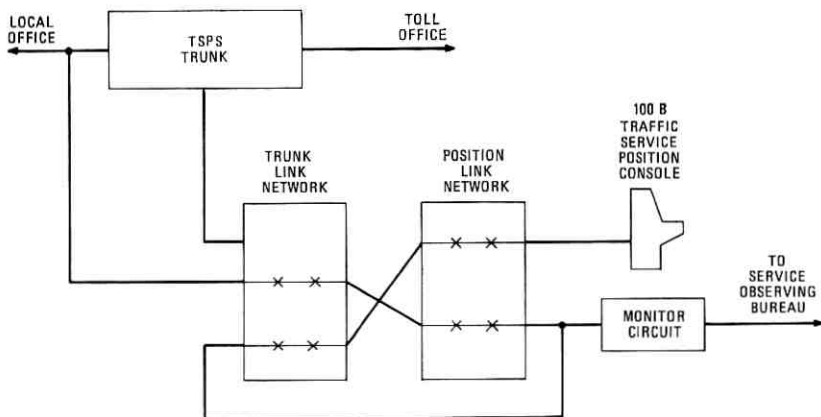 LOCAL
OFFICE
TSPS
TRUNK
TOLL
OFFICE
TRUNK
LINK
NETWORK
POSITION
LINK
NETWORK
100 B
TRAFFIC
SERVICE
POSITION
CONSOLE
MONITOR
CIRCUIT
TO
SERVICE
OBSERVING
BUREAU